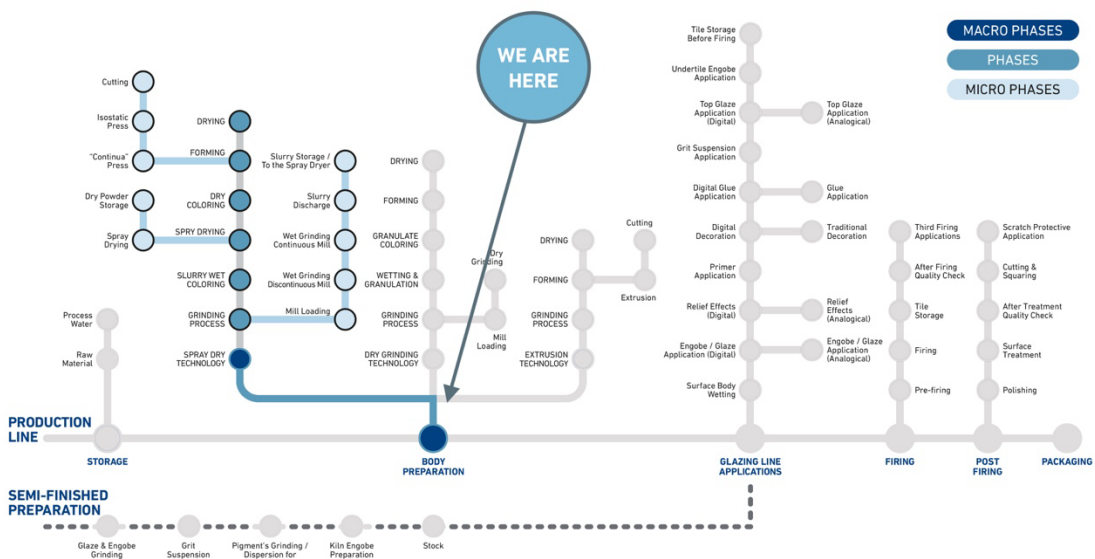 WE ARE
HERE
MACRO PHASES
PHASES
MICRO PHASES
Cutting
Isostatic
Press
"Continua"
Press
Dry Powder
Storage
Spray
Drying
DRYING
FORMING
DRY
COLORING
SPRY DRYING
SLURRY WET
COLORING
GRINDING
PROCESS
SPRAY DRY
TECHNOLOGY
Slurry Storage /
To the Spray Dryer
Slurry
Discharge
Wet Grinding
Continuous Mill
Wet Grinding
Discontinuous Mill
Mill Loading
DRYING
FORMING
GRANULATE
COLORING
WETTING &
GRANULATION
GRINDING
PROCESS
DRY GRINDING
TECHNOLOGY
Dry
Grinding
Mill
Loading
DRYING
FORMING
GRINDING
PROCESS
EXTRUSION
TECHNOLOGY
Cutting
Extrusion
Tile Storage
Before Firing
Undertile Engobe
Application
Top Glaze
Application
(Digital)
Top Glaze
Application
(Analogical)
Grit Suspension
Application
Digital Glue
Application
Glue
Application
Digital
Decoration
Traditional
Decoration
Primer
Application
Relief Effects
(Digital)
Relief
Effects
(Analogical)
Engobe / Glaze
Application (Digital)
Engobe / Glaze
Application
(Analogical)
Surface Body
Wetting
Third Firing
Applications
After Firing
Quality Check
Tile
Storage
Firing
Pre-firing
Scratch Protective
Application
Cutting &
Squaring
After Treatment
Quality Check
Surface
Treatment
Polishing
Process
Water
Raw
Material
PRODUCTION
LINE
STORAGE
BODY
PREPARATION
GLAZING LINE
APPLICATIONS
FIRING
POST
FIRING
PACKAGING
SEMI-FINISHED
PREPARATION
Glaze & Engobe
Grinding
Grit
Suspension
Pigment's Grinding /
Dispersion for
Kiln Engobe
Preparation
Stock